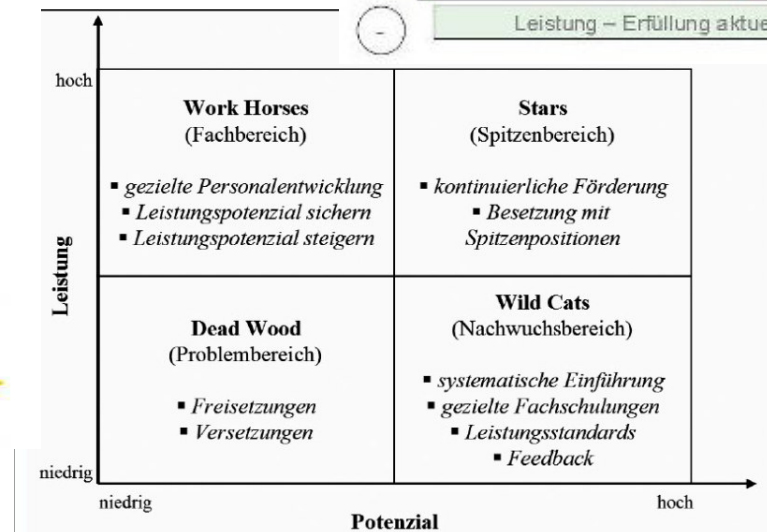 -
Leistung – Erfüllung aktue
hoch
Work Horses
(Fachbereich)
▪ gezielte Personalentwicklung
▪ Leistungspotenzial sichern
▪ Leistungspotenzial steigern
Stars
(Spitzenbereich)
▪ kontinuierliche Förderung
▪ Besetzung mit
Spitzenpositionen
Leistung
Dead Wood
(Problembereich)
▪ Freisetzungen
▪ Versetzungen
Wild Cats
(Nachwuchsbereich)
▪ systematische Einführung
▪ gezielte Fachschulungen
▪ Leistungsstandards
▪ Feedback
niedrig
niedrig
hoch
Potenzial